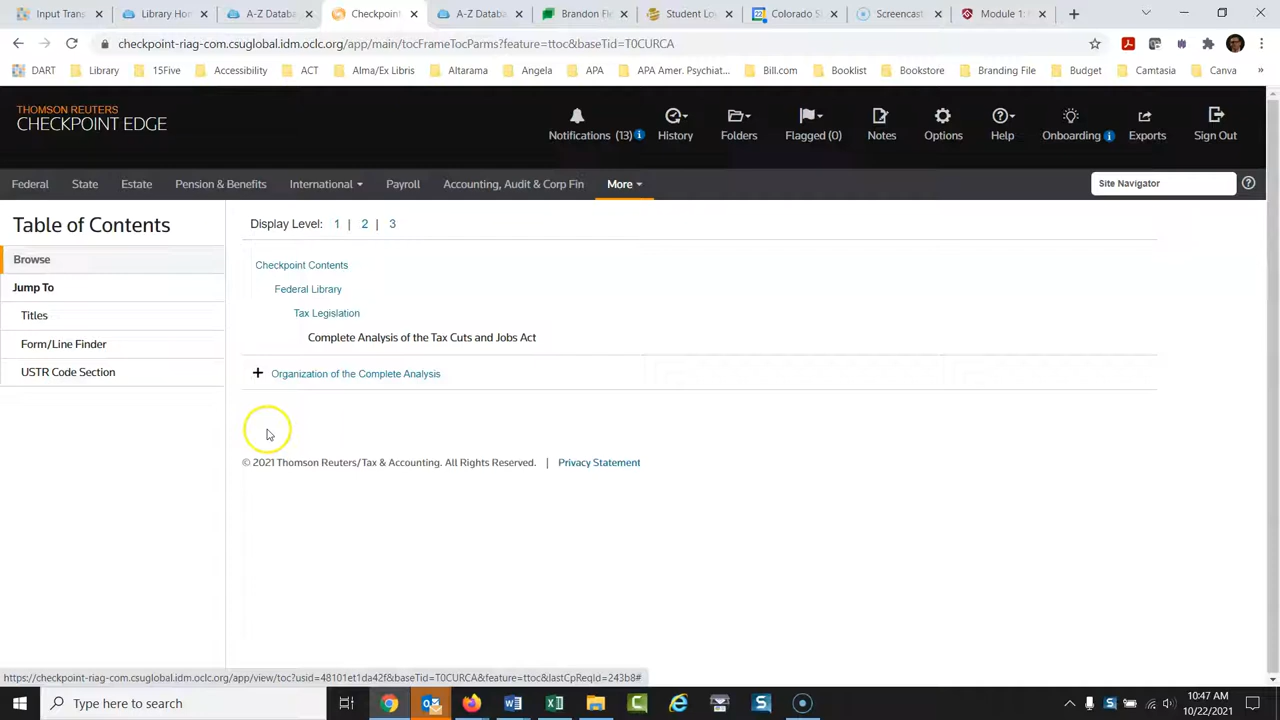 Input Trans
Library Hom
A-Z Databa
Checkpoint
A-Z Databa
Brandon Fie
Student Lo
Colorado St
Screencast
Module 1: F
checkpoint-riag-com.csuglobal.idm.oclc.org/app/main/tocFrameTocParms?feature=ttoc&baseTid=T0CURCA
DART Library 15Five Accessibility ACT Alma/Ex Libris Altarama Angela APA APA Amer. Psychiat... Bill.com Booklist Bookstore Branding File Budget Camtasia Canva »
THOMSON REUTERS
CHECKPOINT EDGE
Notifications (13) History Folders Flagged (0) Notes Options Help Onboarding Exports Sign Out
Federal State Estate Pension & Benefits International Payroll Accounting, Audit & Corp Fin More Site Navigator
Table of Contents
Browse
Jump To
Titles
Form/Line Finder
USTR Code Section
Display Level: 1 | 2 | 3
Checkpoint Contents
Federal Library
Tax Legislation
Complete Analysis of the Tax Cuts and Jobs Act
Organization of the Complete Analysis
© 2021 Thomson Reuters/Tax & Accounting. All Rights Reserved. | Privacy Statement
https://checkpoint-riag-com.csuglobal.idm.oclc.org/app/view/toc?usid=48101et1da42f&baseTid=T0CURCA&feature=ttoc&lastCpReqId=243b8#
Type here to search
10:47 AM
10/22/2021